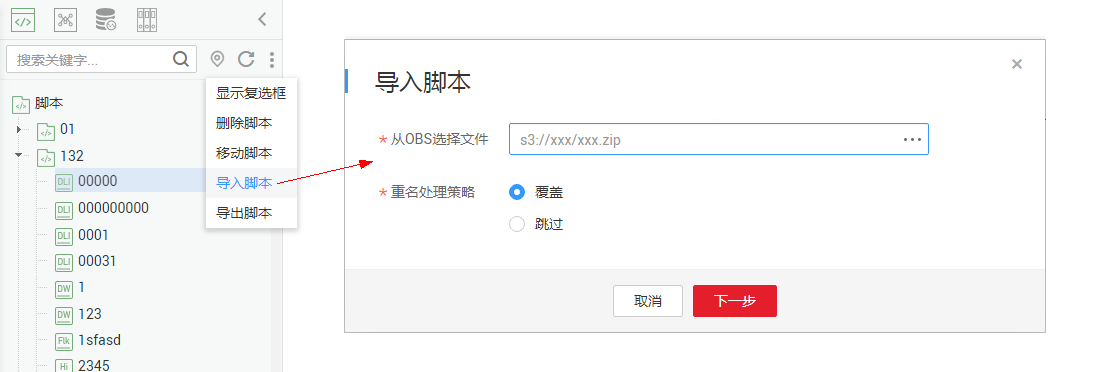 搜索关键字...
显示复选框
删除脚本
移动脚本
导入脚本
导出脚本
脚本
01
132
DLI 00000
DLI 000000000
DLI 0001
DLI 00031
DW 1
DW 123
Flk 1sfasd
Hi 2345
导入脚本
* 从OBS选择文件 s3://xxx/xxx.zip ...
* 重名处理策略 覆盖
跳过
取消 下一步